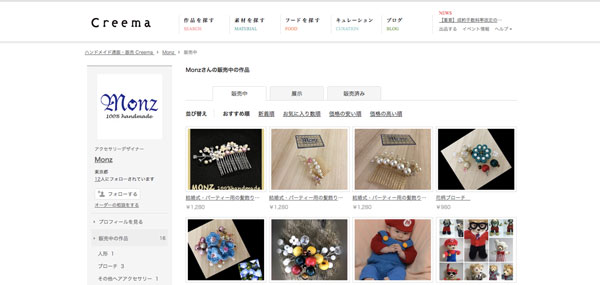 Creema
作品を探す
SEARCH
素材を探す
MATERIAL
フードを探す
FOOD
キュレーション
CURATION
ブログ
BLOG
NEWS
【重要】成約手数料率改定の…
出店する イベント情報 ヘルプ
ハンドメイド通販・販売 Creema
Monz
販売中
Monz
100% handmade
アクセサリーデザイナー
Monz
東京都
12人にフォローされています
フォローする
オーダーの相談をする
プロフィールを見る
販売中の作品 18
人形 1
ブローチ 3
その他ヘアアクセサリー 1
Monzさんの販売中の作品
販売中
展示
販売済み
並び替え おすすめ順 新着順 お気に入り数順 価格の安い順 価格の高い順
MONZ 100%handmade
結婚式・パーティー用の髪飾り…
¥1,280
結婚式・パーティー用の髪飾り…
¥1,280
結婚式・パーティー用の髪飾り…
¥1,280
花柄ブローチ…
¥980